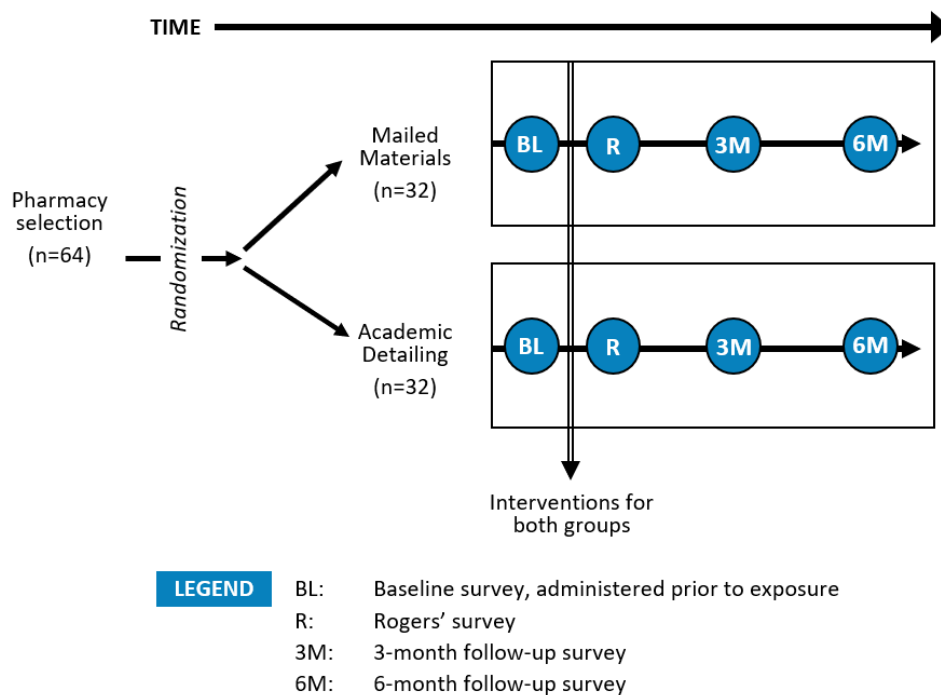 TIME
Pharmacy
selection
(n=64)
Randomization
Mailed
Materials
(n=32)
BL
R
3M
6M
Academic
Detailing
(n=32)
BL
R
3M
6M
Interventions for
both groups
LEGEND
BL: Baseline survey, administered prior to exposure
R: Rogers’ survey
3M: 3-month follow-up survey
6M: 6-month follow-up survey